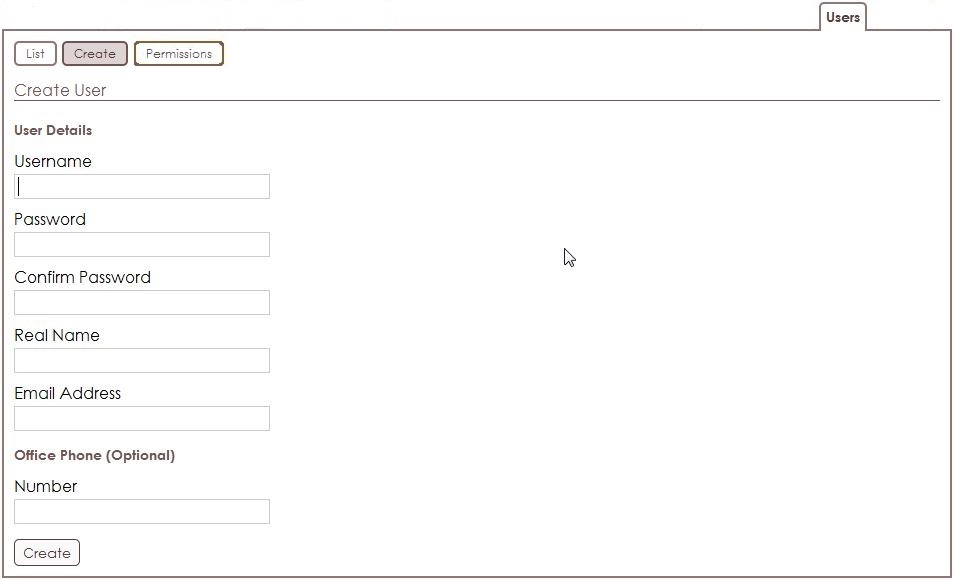 Users
List Create Permissions
Create User
User Details
Username
Password
Confirm Password
Real Name
Email Address
Office Phone (Optional)
Number
Create